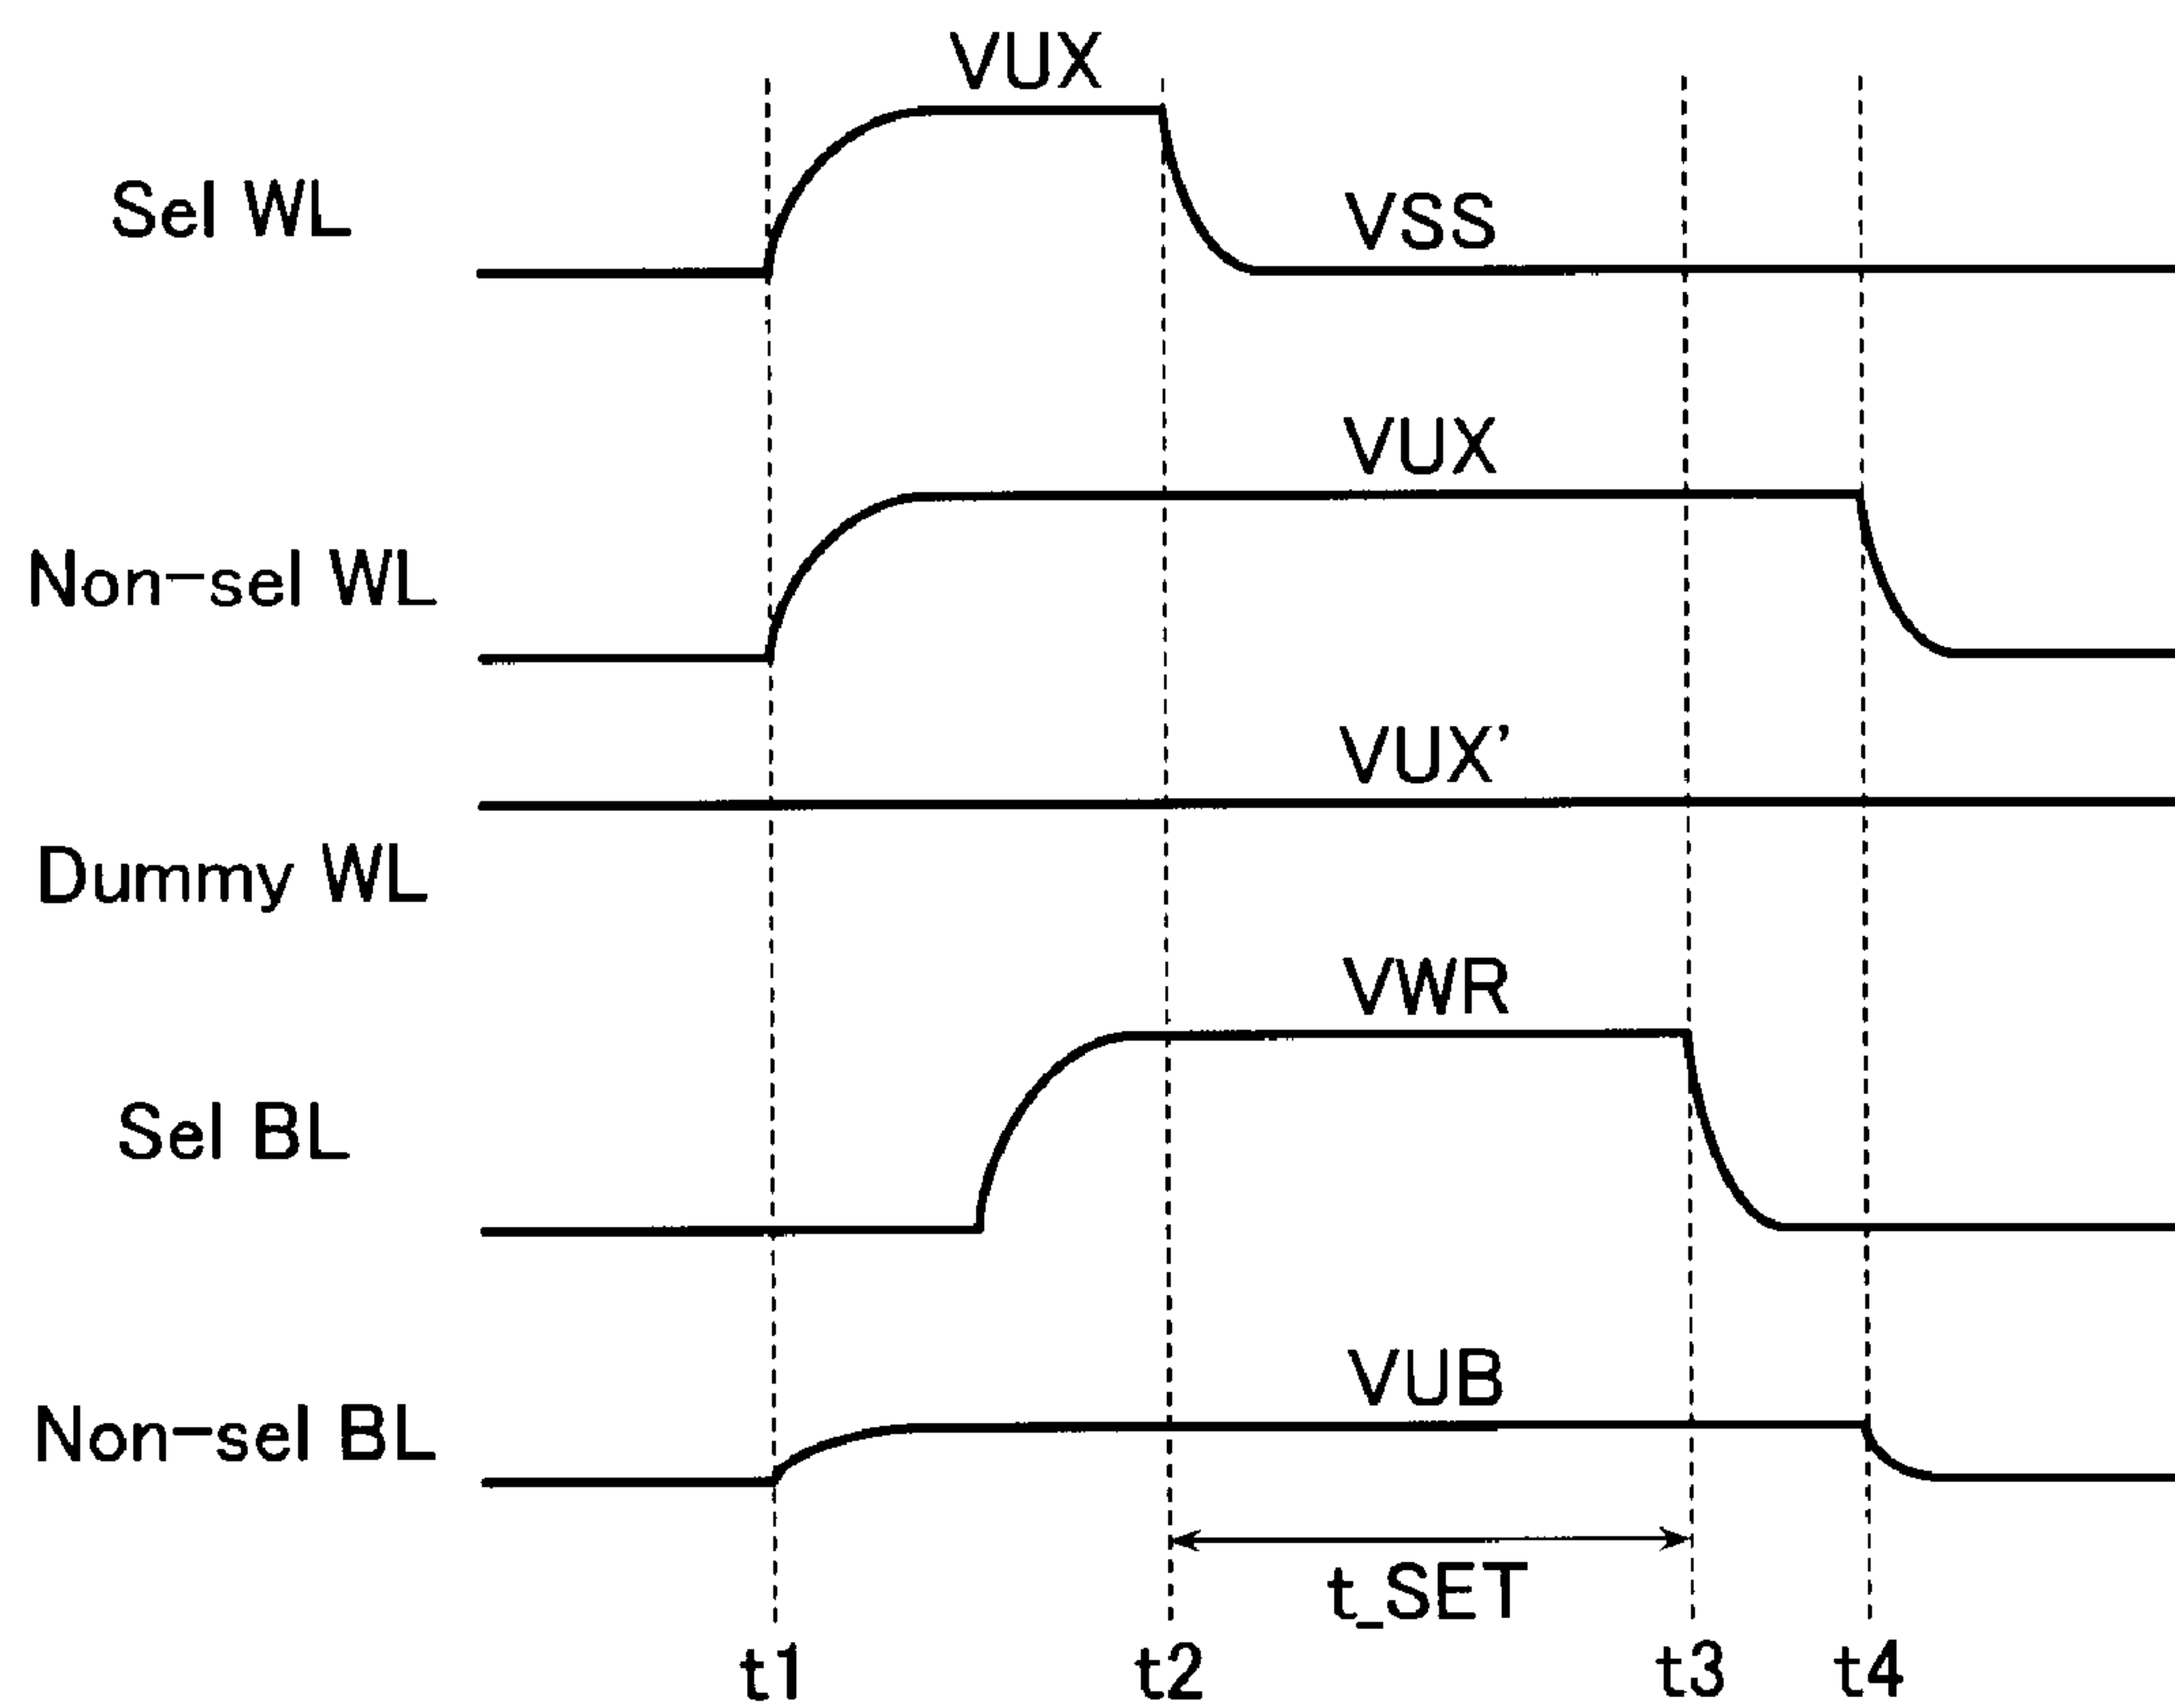 VUX
Sel WL
VSS
VUX
Non-sel WL
VUX'
Dummy WL
VWR
Sel BL
VUB
Non-sel BL
t_SET
t1 t2 t3 t4